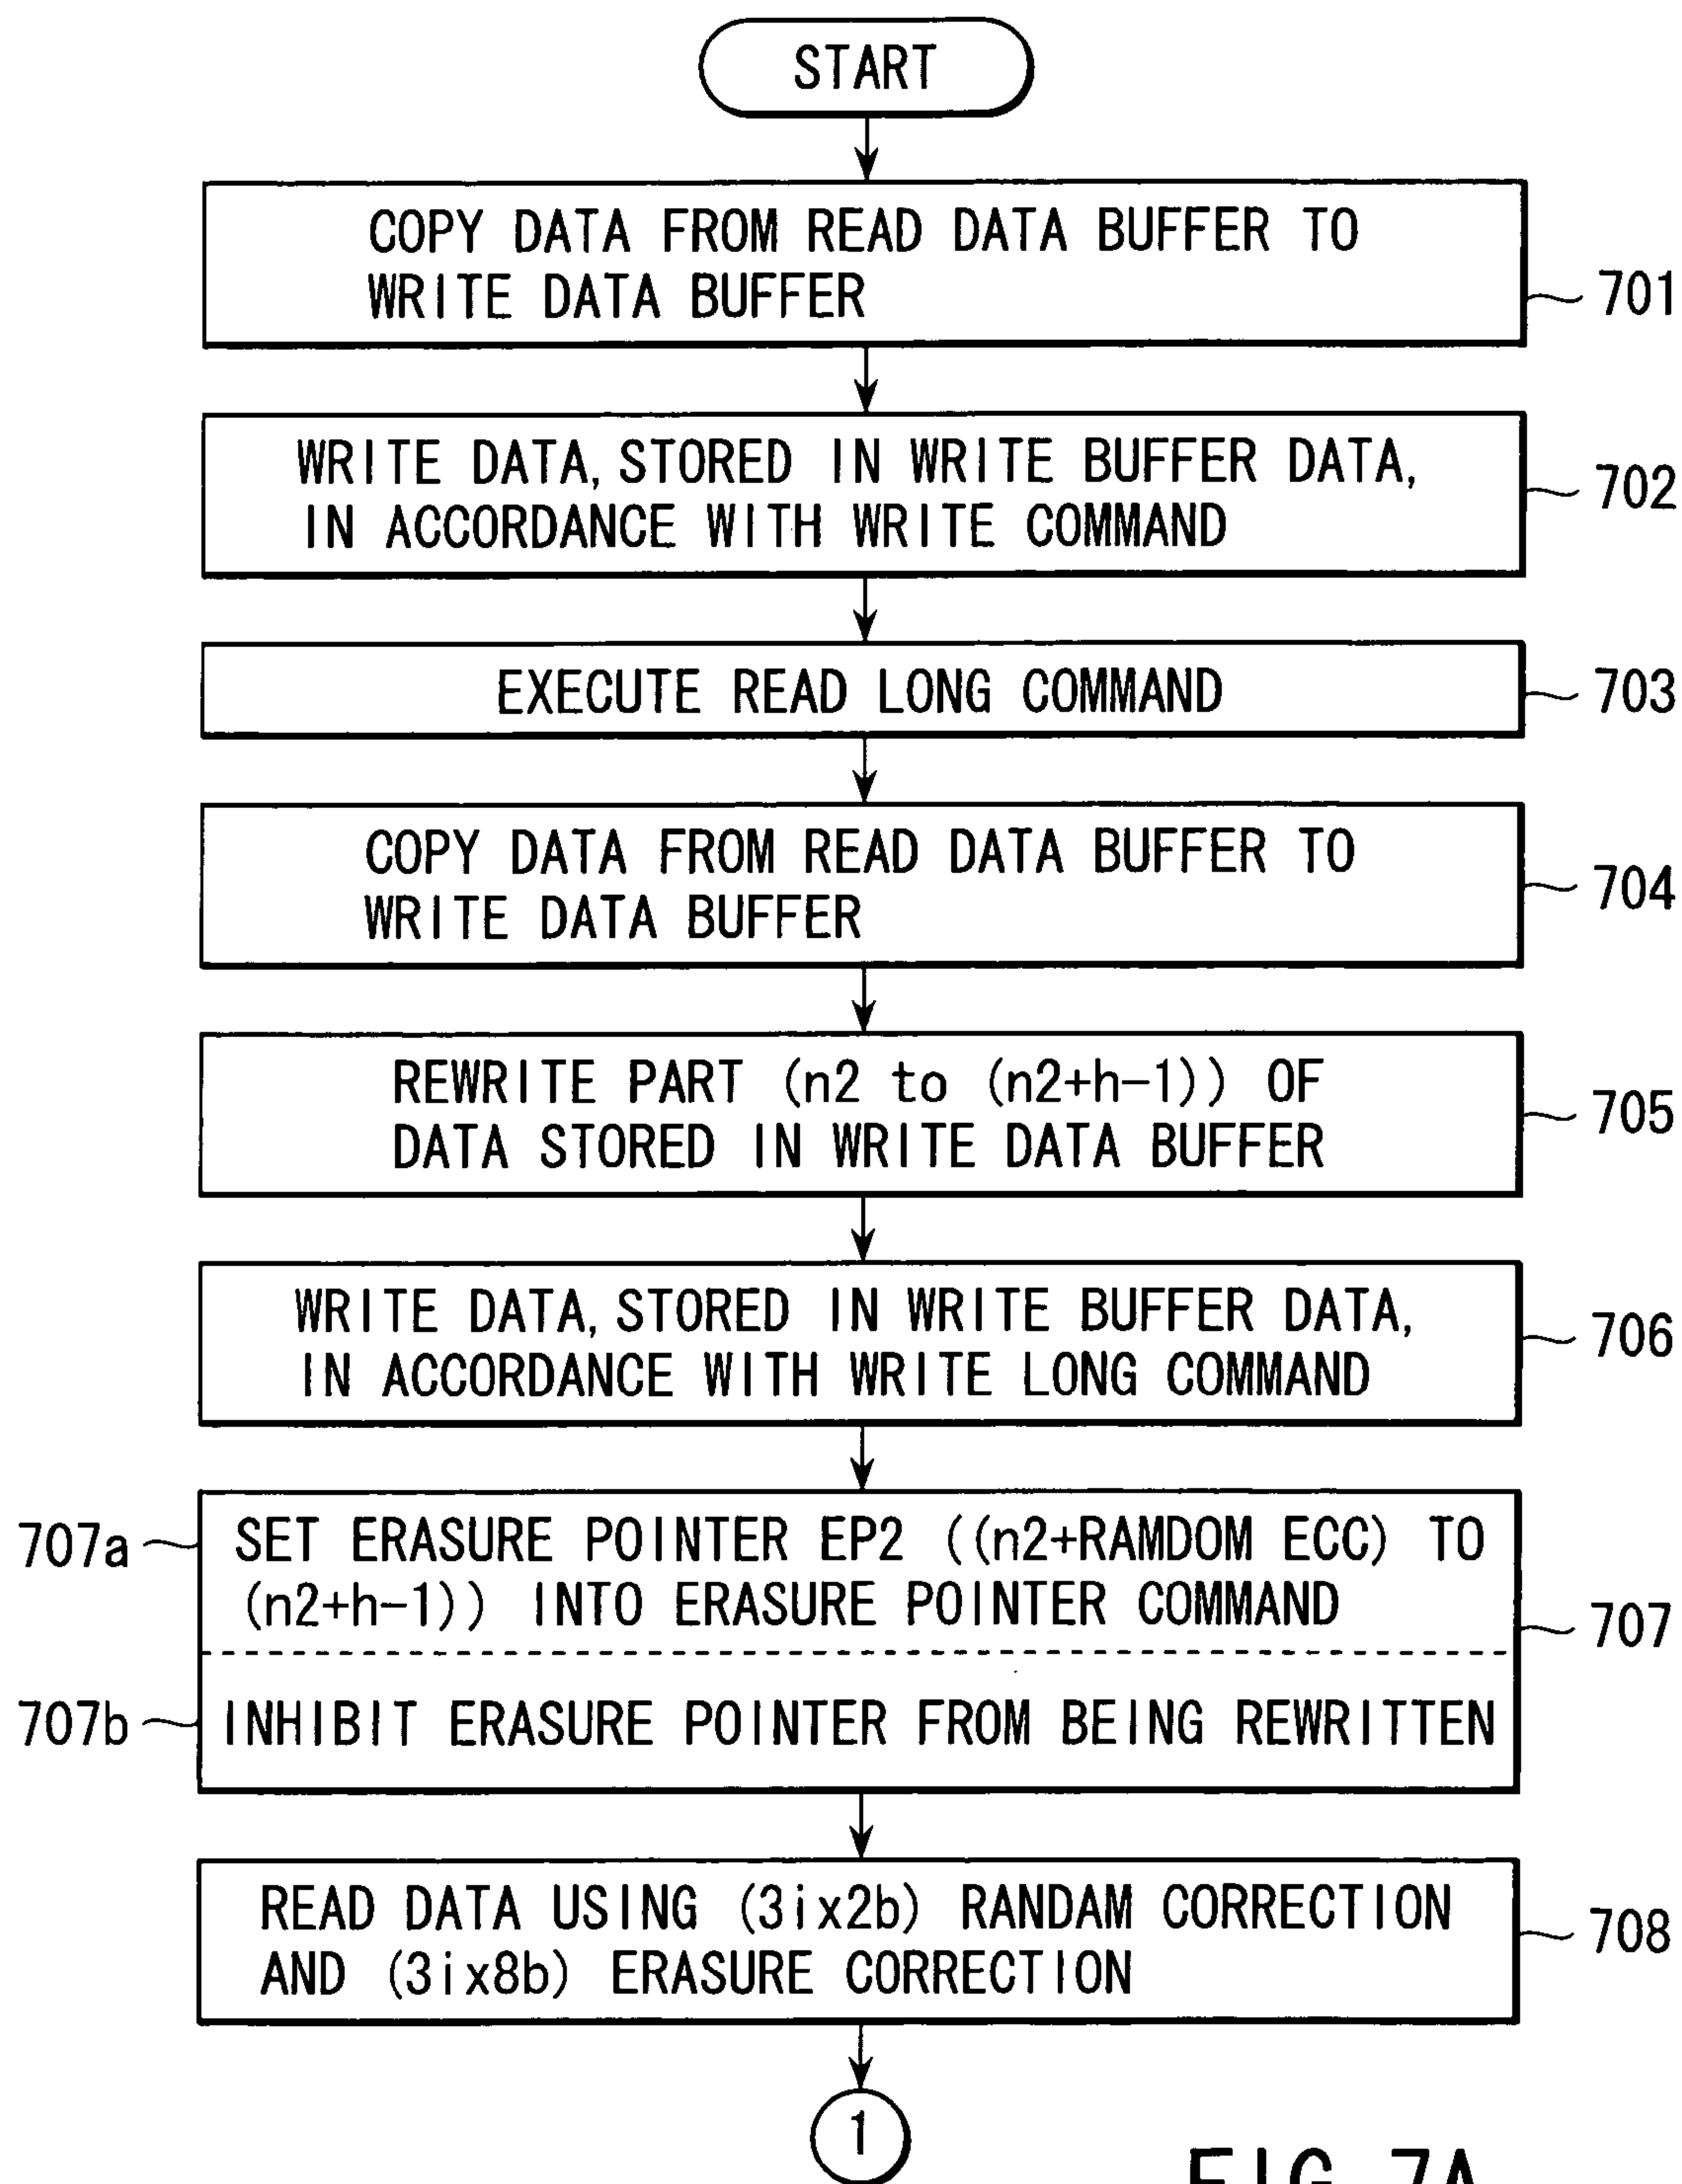 START
COPY DATA FROM READ DATA BUFFER TO
WRITE DATA BUFFER
701
WRITE DATA, STORED IN WRITE BUFFER DATA,
IN ACCORDANCE WITH WRITE COMMAND
702
EXECUTE READ LONG COMMAND
703
COPY DATA FROM READ DATA BUFFER TO
WRITE DATA BUFFER
704
REWRITE PART (n2 to (n2+h-1)) OF
DATA STORED IN WRITE DATA BUFFER
705
WRITE DATA, STORED IN WRITE BUFFER DATA,
IN ACCORDANCE WITH WRITE LONG COMMAND
706
707a
SET ERASURE POINTER EP2 ((n2+RAMDOM ECC) TO
(n2+h-1)) INTO ERASURE POINTER COMMAND
707
707b
INHIBIT ERASURE POINTER FROM BEING REWRITTEN
READ DATA USING (3ix2b) RANDAM CORRECTION
AND (3ix8b) ERASURE CORRECTION
708
1
FIG. 7A